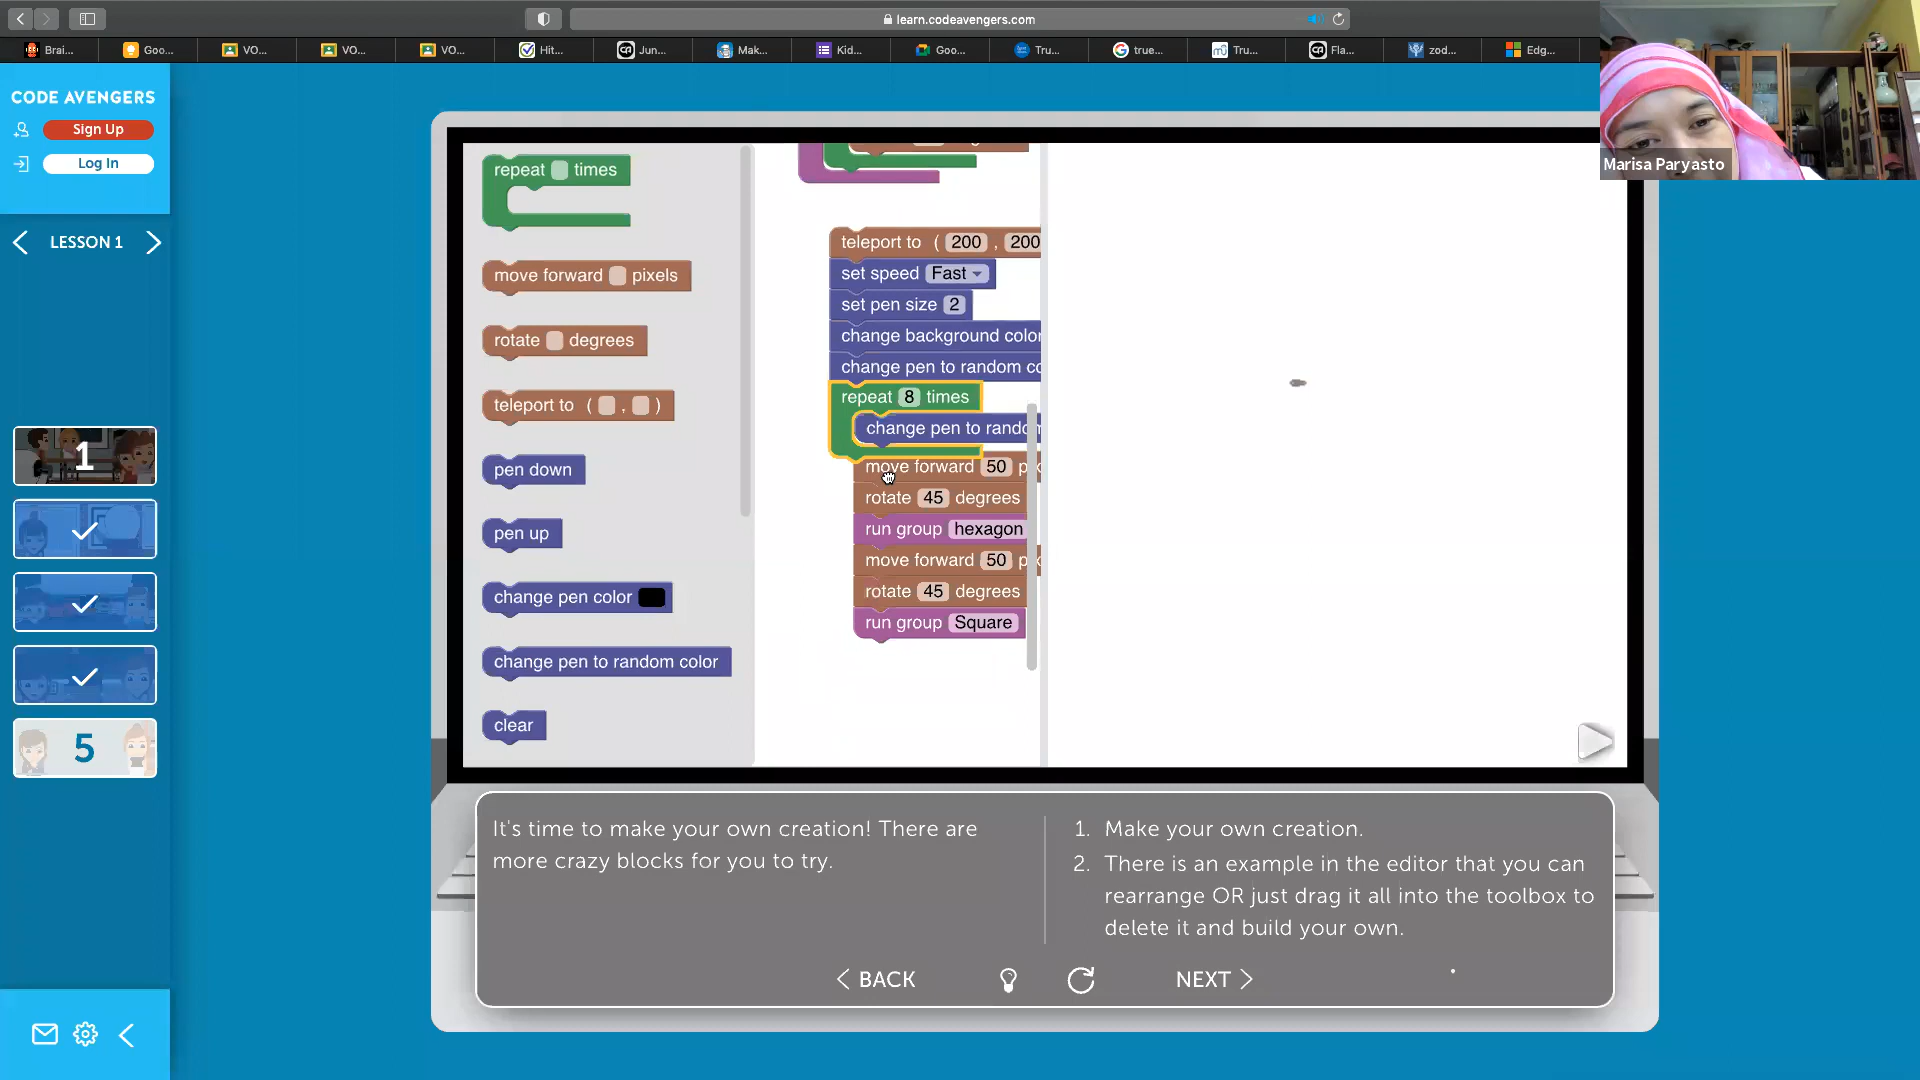 learn.codeavengers.com
Brai...
Goo...
VO...
VO...
VO...
Hit...
Jun...
Mak...
Kid...
Goo...
Tru...
true...
Tru...
Fla...
zod...
Edg...
CODE AVENGERS
Sign Up
Log In
LESSON 1
1
5
repeat times
move forward pixels
rotate degrees
teleport to ( , )
pen down
pen up
change pen color
change pen to random color
clear
teleport to ( 200 , 200
set speed Fast
set pen size 2
change background color
change pen to random co
repeat 8 times
change pen to random
move forward 50 pix
rotate 45 degrees
run group hexagon
move forward 50 pix
rotate 45 degrees
run group Square
Marisa Paryasto
It's time to make your own creation! There are
more crazy blocks for you to try.
1. Make your own creation.
2. There is an example in the editor that you can
rearrange OR just drag it all into the toolbox to
delete it and build your own.
BACK
NEXT